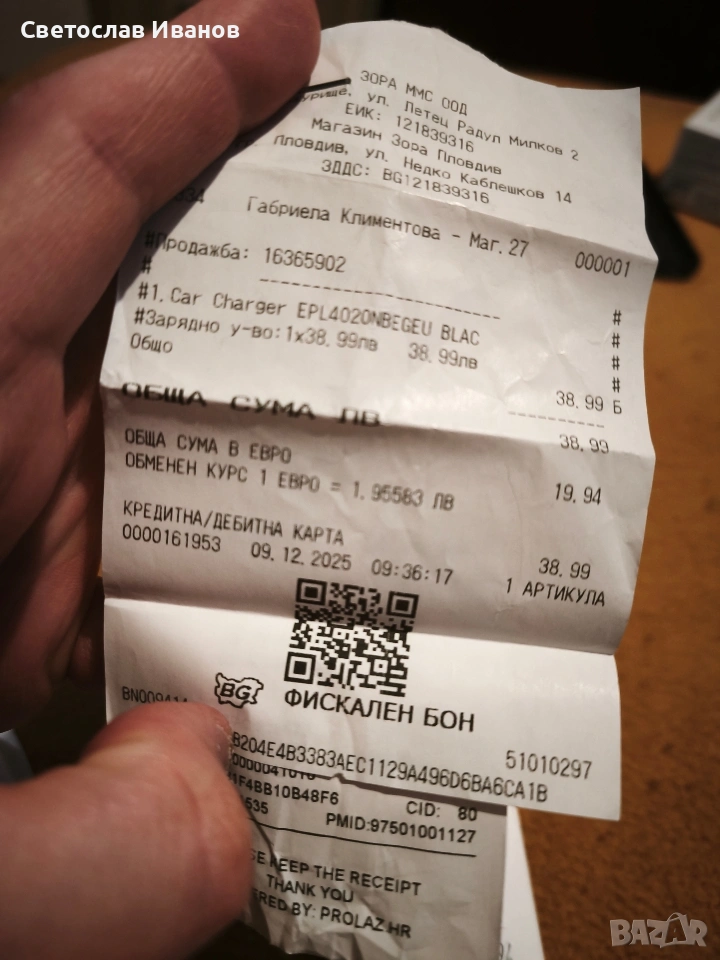 Светослав Иванов
ЗОРА ММС ООД
ул. Летец Радул Милков 2
ЕИК: 121839316
Магазин Зора Пловдив
Пловдив, ул. Недко Каблешков 14
ЗДДС: BG121839316
Габриела Климентова - Маг. 27 000001
#Продажба: 16365902 #
# ------------------------ #
#1. Car Charger EPL4020NBEGEU BLAC #
#Зарядно у-во: 1x38.99лв 38.99лв #
Общо 38.99 Б
----------
ОБЩА СУМА ЛВ 38.99
ОБЩА СУМА В ЕВРО 19.94
ОБМЕНЕН КУРС 1 ЕВРО = 1.95583 ЛВ
КРЕДИТНА/ДЕБИТНА КАРТА 38.99
0000161953 09.12.2025 09:36:17 1 АРТИКУЛА
BG
ФИСКАЛЕН БОН
51010297
B204E4B3383AEC1129A496D6BA6CA1B
CID: 80
PMID:97501001127
KEEP THE RECEIPT
THANK YOU
BY: PROLAZ.HR
BAZAR